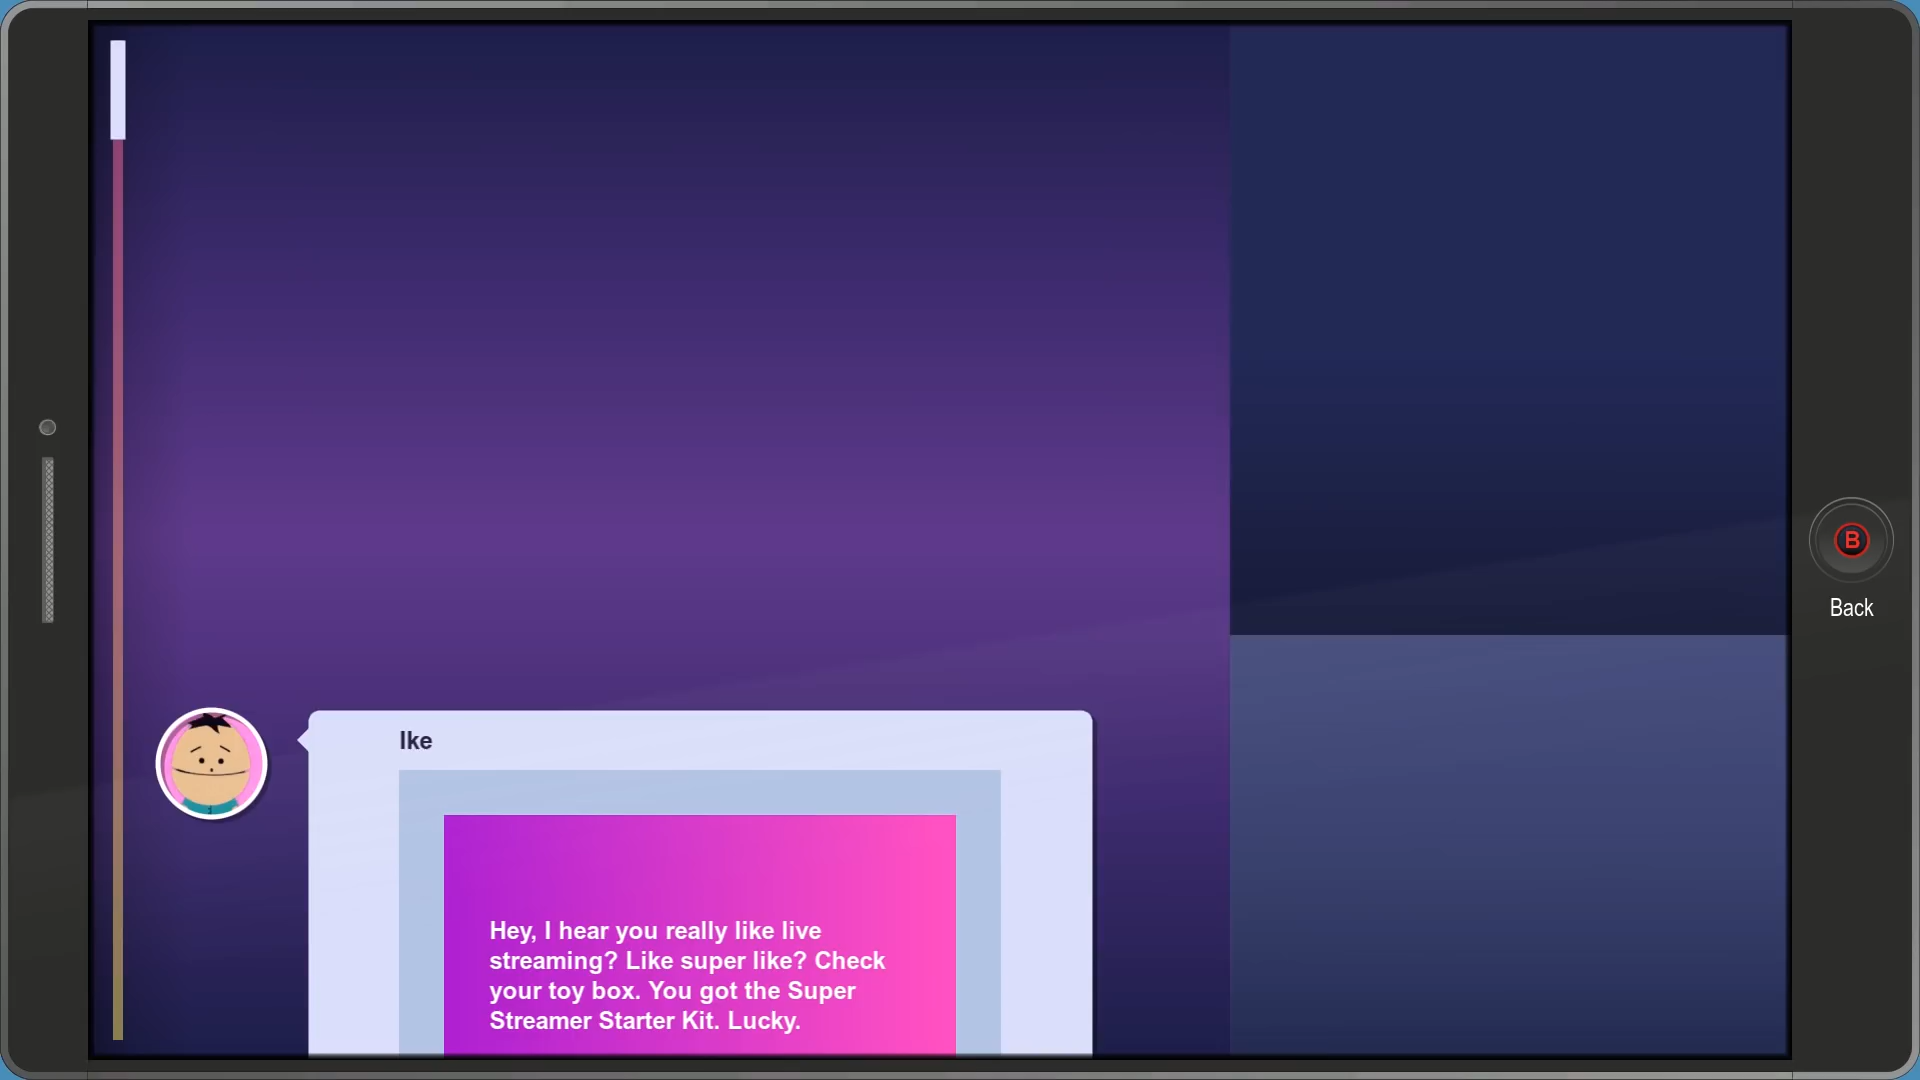 Ike
Hey, I hear you really like live
streaming? Like super like? Check
your toy box. You got the Super
Streamer Starter Kit. Lucky.
B
Back